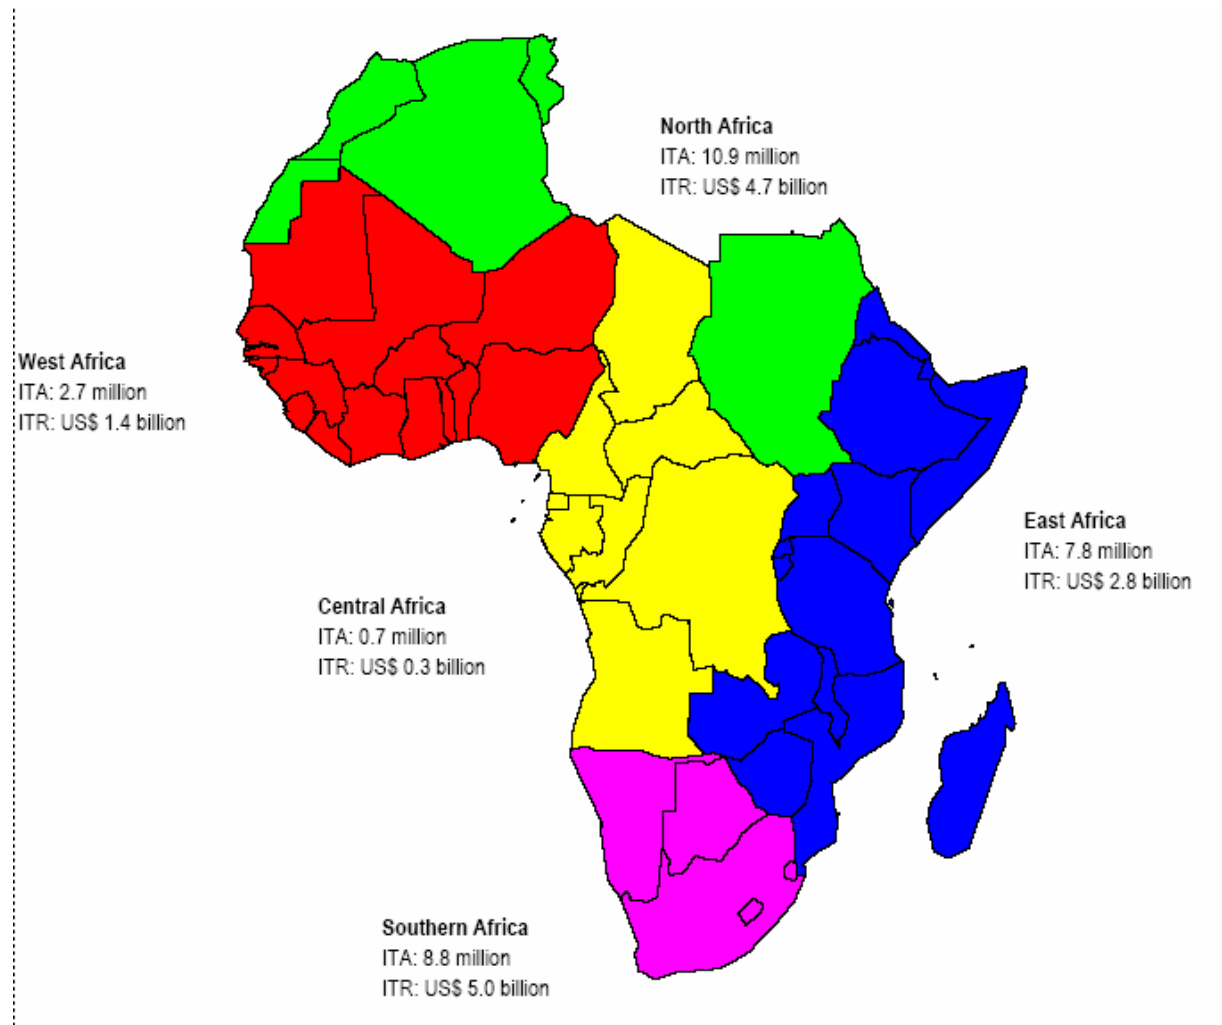 North Africa
ITA: 10.9 million
ITR: US$ 4.7 billion
West Africa
ITA: 2.7 million
ITR: US$ 1.4 billion
East Africa
ITA: 7.8 million
ITR: US$ 2.8 billion
Central Africa
ITA: 0.7 million
ITR: US$ 0.3 billion
Southern Africa
ITA: 8.8 million
ITR: US$ 5.0 billion